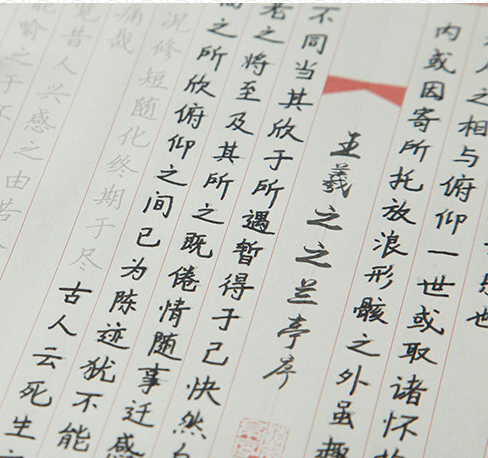 人之相与俯仰一世或取诸怀
内或因寄所托放浪形骸之外虽趣
王羲之之兰亭序
不同当其欣于所遇暂得于己快然
老之将至及其所之既倦情随事迁感
之所欣俯仰之间已为陈迹犹不能
况修短随化终期于尽古人云死生
痛哉
览昔人兴感之由若
能喻之于